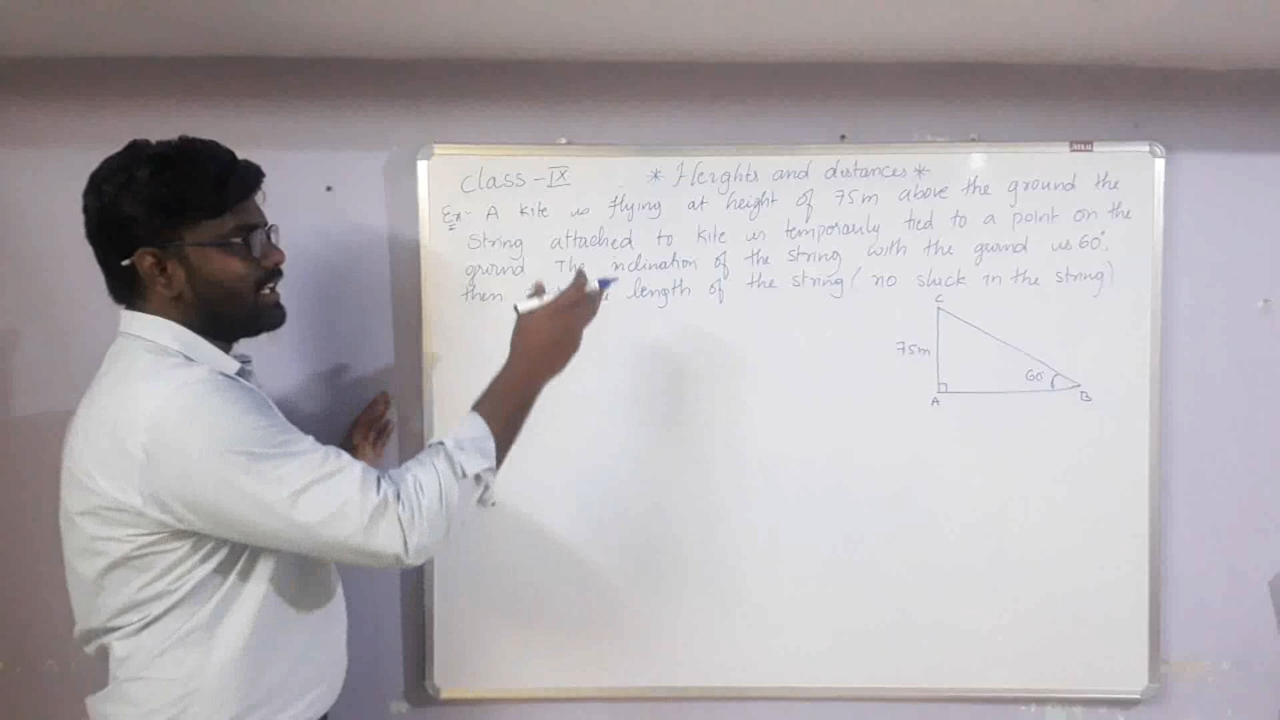 Class - IX * Heights and distances *
Ex:- A kite is flying at height of 75m above the ground the
string attached to kite is temporarily tied to a point on the
ground The inclination of the string with the ground is 60°.
then length of the string ( no slack in the string)
C
75m
60°
A
B